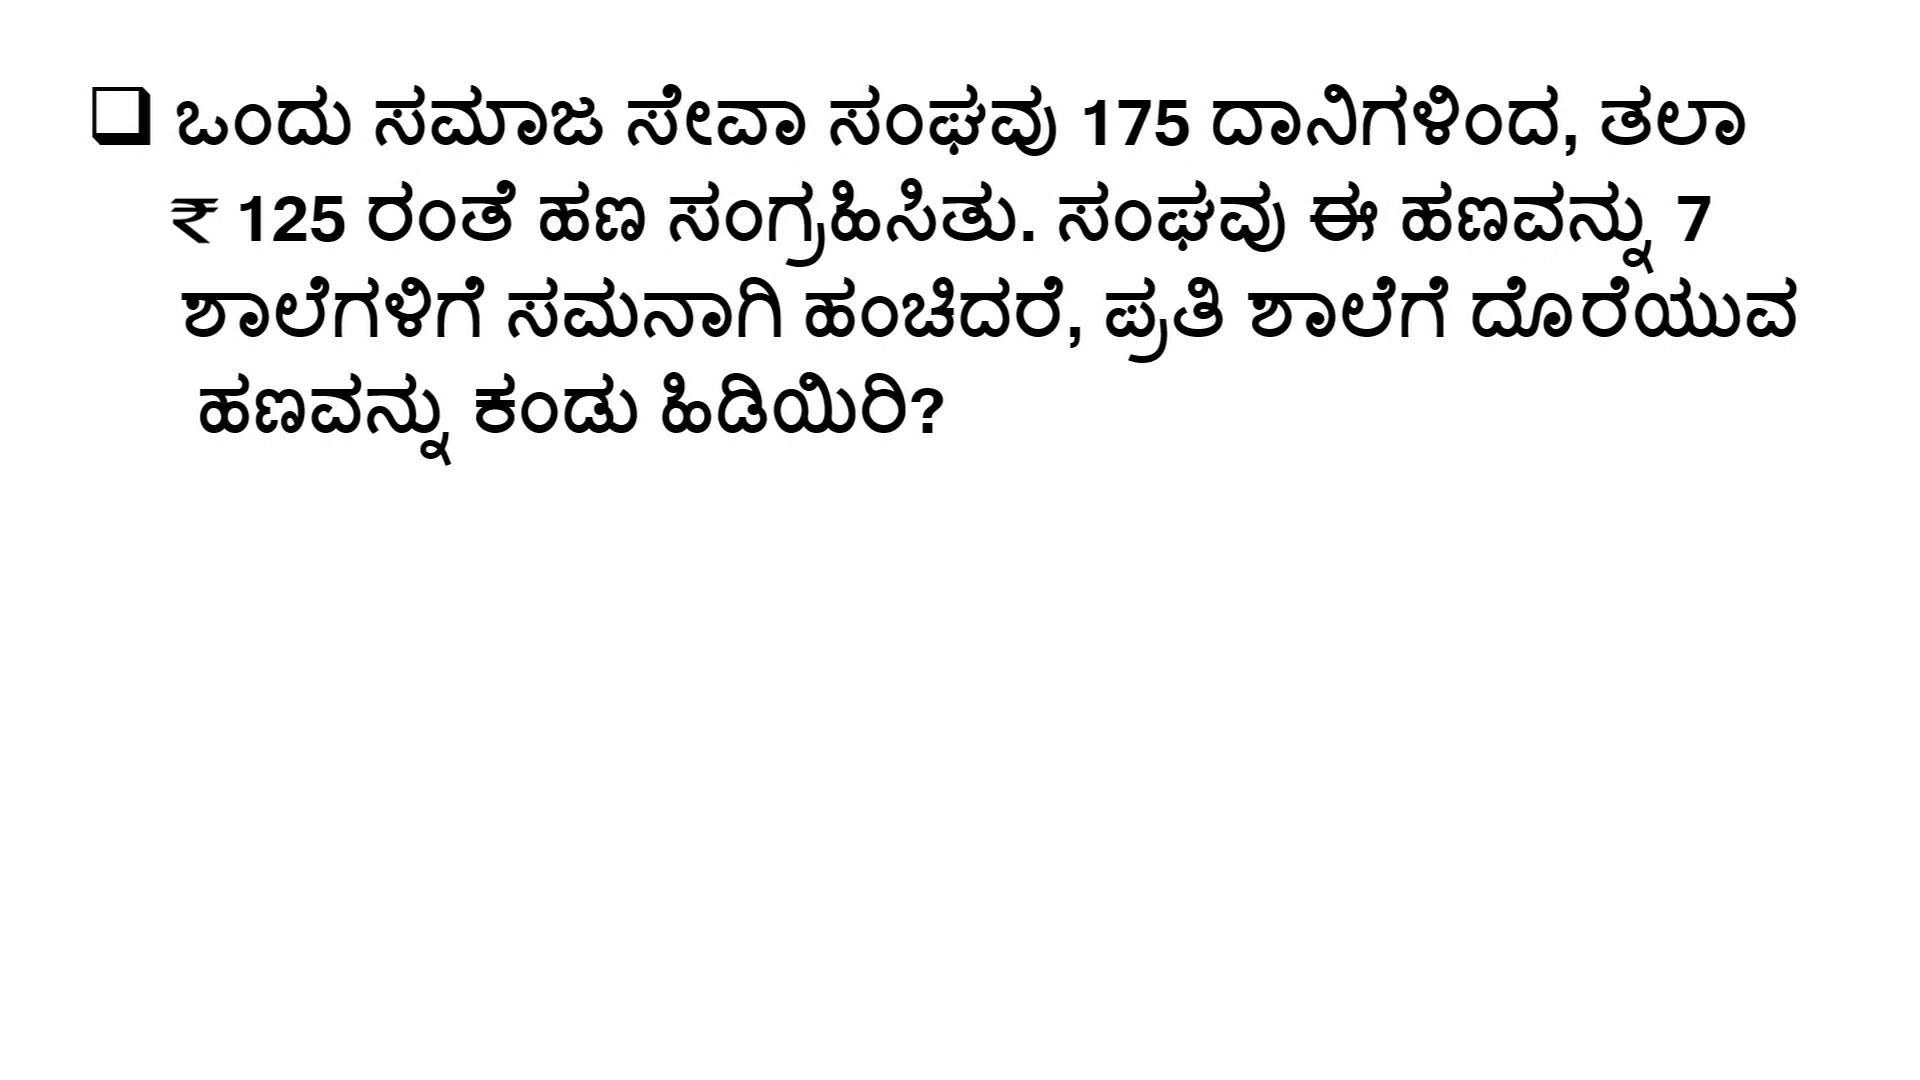 ❑ ಒಂದು ಸಮಾಜ ಸೇವಾ ಸಂಘವು 175 ದಾನಿಗಳಿಂದ, ತಲಾ
₹ 125 ರಂತೆ ಹಣ ಸಂಗ್ರಹಿಸಿತು. ಸಂಘವು ಈ ಹಣವನ್ನು 7
ಶಾಲೆಗಳಿಗೆ ಸಮನಾಗಿ ಹಂಚಿದರೆ, ಪ್ರತಿ ಶಾಲೆಗೆ ದೊರೆಯುವ
ಹಣವನ್ನು ಕಂಡು ಹಿಡಿಯಿರಿ?